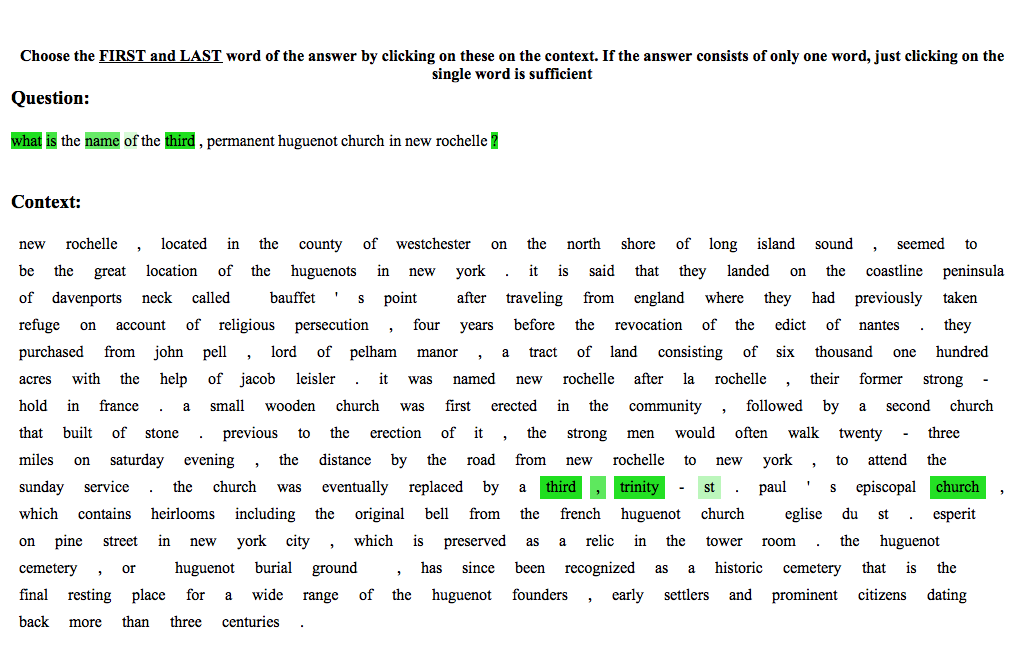 Choose the FIRST and LAST word of the answer by clicking on these on the context. If the answer consists of only one word, just clicking on the
single word is sufficient
Question:
what is the name of the third , permanent huguenot church in new rochelle ?
Context:
new rochelle , located in the county of westchester on the north shore of long island sound , seemed to
be the great location of the huguenots in new york . it is said that they landed on the coastline peninsula
of davenports neck called bauffet ' s point after traveling from england where they had previously taken
refuge on account of religious persecution , four years before the revocation of the edict of nantes . they
purchased from john pell , lord of pelham manor , a tract of land consisting of six thousand one hundred
acres with the help of jacob leisler . it was named new rochelle after la rochelle , their former strong -
hold in france . a small wooden church was first erected in the community , followed by a second church
that built of stone . previous to the erection of it , the strong men would often walk twenty - three
miles on saturday evening , the distance by the road from new rochelle to new york , to attend the
sunday service . the church was eventually replaced by a third , trinity - st . paul ' s episcopal church ,
which contains heirlooms including the original bell from the french huguenot church eglise du st . esperit
on pine street in new york city , which is preserved as a relic in the tower room . the huguenot
cemetery , or huguenot burial ground , has since been recognized as a historic cemetery that is the
final resting place for a wide range of the huguenot founders , early settlers and prominent citizens dating
back more than three centuries .